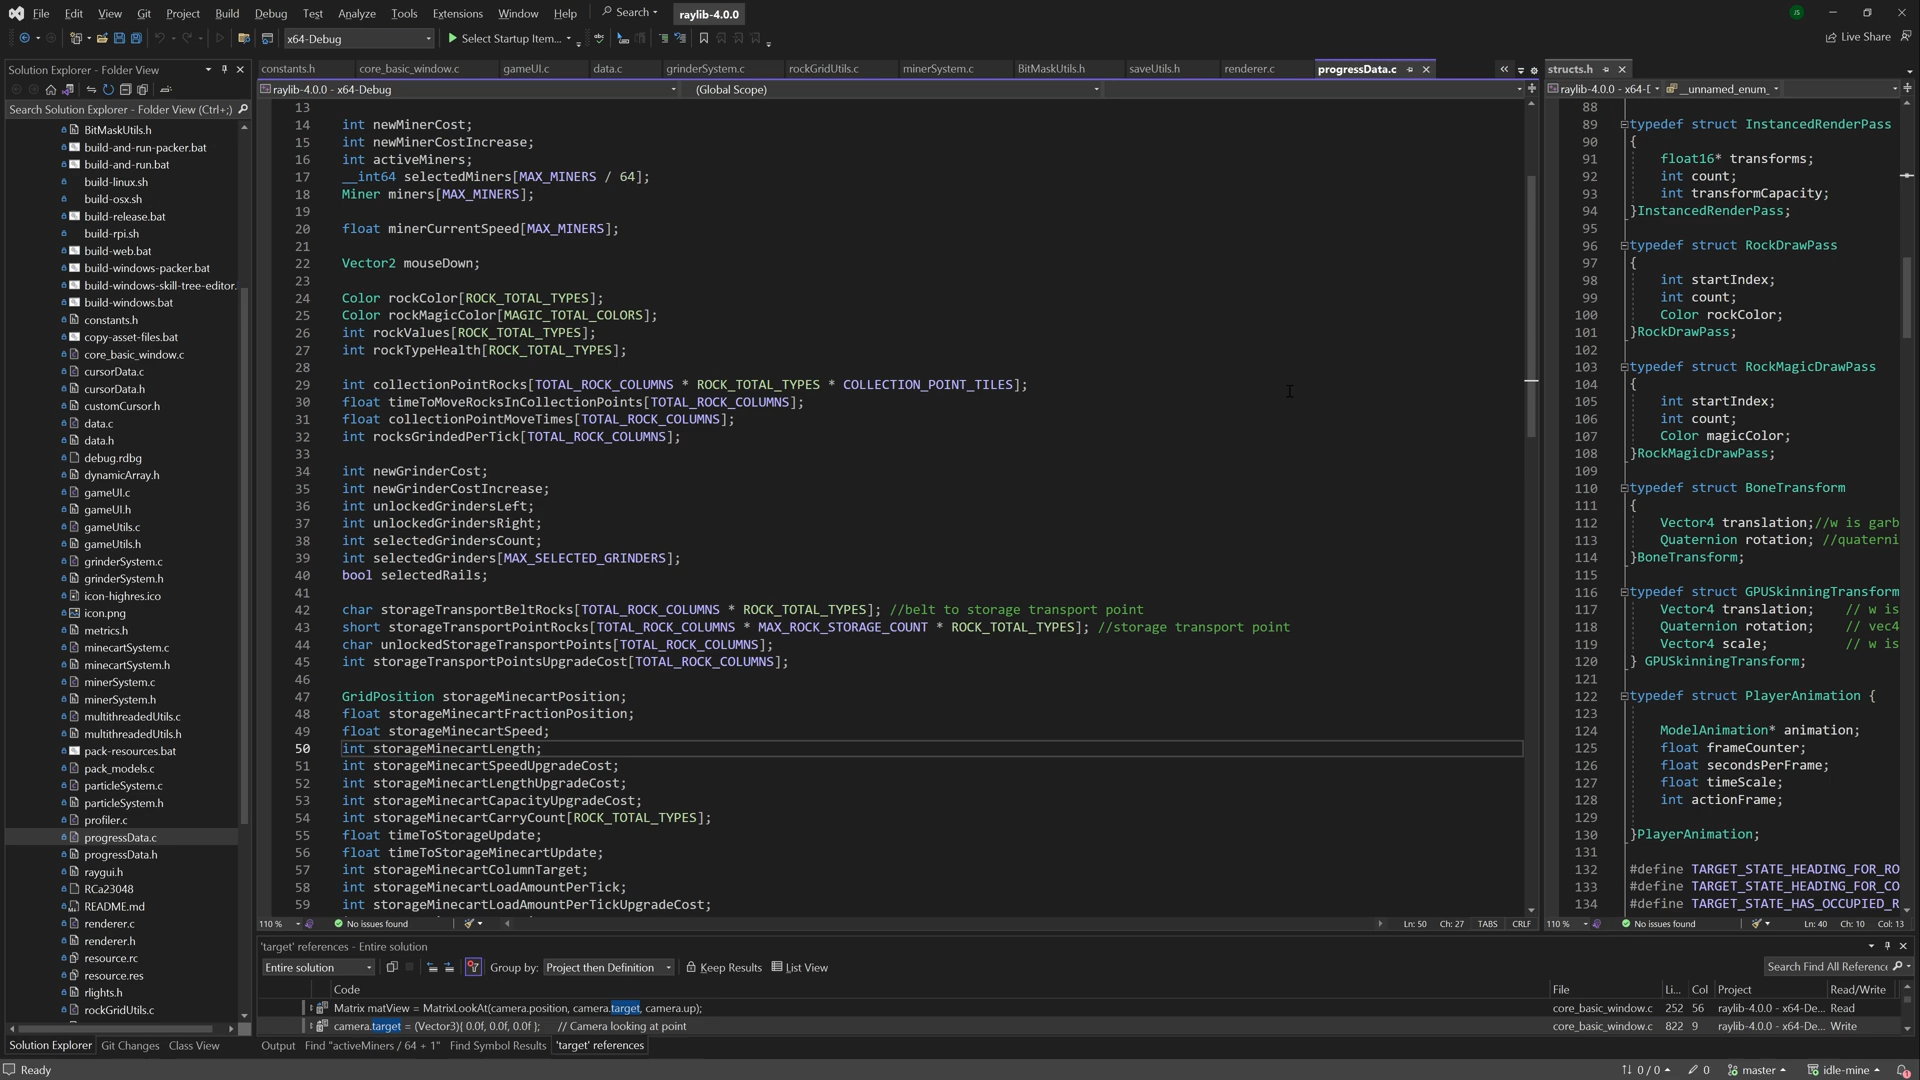 File Edit View Git Project Build Debug Test Analyze Tools Extensions Window Help Search raylib-4.0.0 JS
x64-Debug Select Startup Item... Live Share
Solution Explorer - Folder View
Search Solution Explorer - Folder View (Ctrl+;)
BitMaskUtils.h
build-and-run-packer.bat
build-and-run.bat
build-linux.sh
build-osx.sh
build-release.bat
build-rpi.sh
build-web.bat
build-windows-packer.bat
build-windows-skill-tree-editor.
build-windows.bat
constants.h
copy-asset-files.bat
core_basic_window.c
cursorData.c
cursorData.h
customCursor.h
data.c
data.h
debug.rdbg
dynamicArray.h
gameUI.c
gameUI.h
gameUtils.c
gameUtils.h
grinderSystem.c
grinderSystem.h
icon-highres.ico
icon.png
metrics.h
minecartSystem.c
minecartSystem.h
minerSystem.c
minerSystem.h
multithreadedUtils.c
multithreadedUtils.h
pack-resources.bat
pack_models.c
particleSystem.c
particleSystem.h
profiler.c
progressData.c
progressData.h
raygui.h
RCa23048
README.md
renderer.c
renderer.h
resource.rc
resource.res
rlights.h
rockGridUtils.c
Solution Explorer Git Changes Class View
constants.h core_basic_window.c gameUI.c data.c grinderSystem.c rockGridUtils.c minerSystem.c BitMaskUtils.h saveUtils.h renderer.c progressData.c
raylib-4.0.0 - x64-Debug (Global Scope)
13
14 int newMinerCost;
15 int newMinerCostIncrease;
16 int activeMiners;
17 __int64 selectedMiners[MAX_MINERS / 64];
18 Miner miners[MAX_MINERS];
19
20 float minerCurrentSpeed[MAX_MINERS];
21
22 Vector2 mouseDown;
23
24 Color rockColor[ROCK_TOTAL_TYPES];
25 Color rockMagicColor[MAGIC_TOTAL_COLORS];
26 int rockValues[ROCK_TOTAL_TYPES];
27 int rockTypeHealth[ROCK_TOTAL_TYPES];
28
29 int collectionPointRocks[TOTAL_ROCK_COLUMNS * ROCK_TOTAL_TYPES * COLLECTION_POINT_TILES];
30 float timeToMoveRocksInCollectionPoints[TOTAL_ROCK_COLUMNS];
31 float collectionPointMoveTimes[TOTAL_ROCK_COLUMNS];
32 int rocksGrindedPerTick[TOTAL_ROCK_COLUMNS];
33
34 int newGrinderCost;
35 int newGrinderCostIncrease;
36 int unlockedGrindersLeft;
37 int unlockedGrindersRight;
38 int selectedGrindersCount;
39 int selectedGrinders[MAX_SELECTED_GRINDERS];
40 bool selectedRails;
41
42 char storageTransportBeltRocks[TOTAL_ROCK_COLUMNS * ROCK_TOTAL_TYPES]; //belt to storage transport point
43 short storageTransportPointRocks[TOTAL_ROCK_COLUMNS * MAX_ROCK_STORAGE_COUNT * ROCK_TOTAL_TYPES]; //storage transport point
44 char unlockedStorageTransportPoints[TOTAL_ROCK_COLUMNS];
45 int storageTransportPointsUpgradeCost[TOTAL_ROCK_COLUMNS];
46
47 GridPosition storageMinecartPosition;
48 float storageMinecartFractionPosition;
49 float storageMinecartSpeed;
50 int storageMinecartLength;
51 int storageMinecartSpeedUpgradeCost;
52 int storageMinecartLengthUpgradeCost;
53 int storageMinecartCapacityUpgradeCost;
54 int storageMinecartCarryCount[ROCK_TOTAL_TYPES];
55 float timeToStorageUpdate;
56 float timeToStorageMinecartUpdate;
57 int storageMinecartColumnTarget;
58 int storageMinecartLoadAmountPerTick;
59 int storageMinecartLoadAmountPerTickUpgradeCost;
110 % No issues found Ln: 50 Ch: 27 TABS CRLF
structs.h
raylib-4.0.0 - x64-[ __unnamed_enum_
88
89 typedef struct InstancedRenderPass
90 {
91 float16* transforms;
92 int count;
93 int transformCapacity;
94 }InstancedRenderPass;
95
96 typedef struct RockDrawPass
97 {
98 int startIndex;
99 int count;
100 Color rockColor;
101 }RockDrawPass;
102
103 typedef struct RockMagicDrawPass
104 {
105 int startIndex;
106 int count;
107 Color magicColor;
108 }RockMagicDrawPass;
109
110 typedef struct BoneTransform
111 {
112 Vector4 translation;//w is garb
113 Quaternion rotation; //quaterni
114 }BoneTransform;
115
116 typedef struct GPUSkinningTransform
117 Vector4 translation; // w is
118 Quaternion rotation; // vec4
119 Vector4 scale; // w is
120 } GPUSkinningTransform;
121
122 typedef struct PlayerAnimation {
123
124 ModelAnimation* animation;
125 float frameCounter;
126 float secondsPerFrame;
127 float timeScale;
128 int actionFrame;
129
130 }PlayerAnimation;
131
132 #define TARGET_STATE_HEADING_FOR_RO
133 #define TARGET_STATE_HEADING_FOR_CO
134 #define TARGET_STATE_HAS_OCCUPIED_R
110 % No issues found Ln: 40 Ch: 10 Col: 13
'target' references - Entire solution
Entire solution Group by: Project then Definition Keep Results List View Search Find All Reference
Code File Li... Col Project Read/Write
Matrix matView = MatrixLookAt(camera.position, camera.target, camera.up); core_basic_window.c 252 56 raylib-4.0.0 - x64-De... Read
camera.target = (Vector3){ 0.0f, 0.0f, 0.0f }; // Camera looking at point core_basic_window.c 822 9 raylib-4.0.0 - x64-De... Write
Output Find "activeMiners / 64 + 1" Find Symbol Results 'target' references
Ready 0 / 0 0 master idle-mine 1